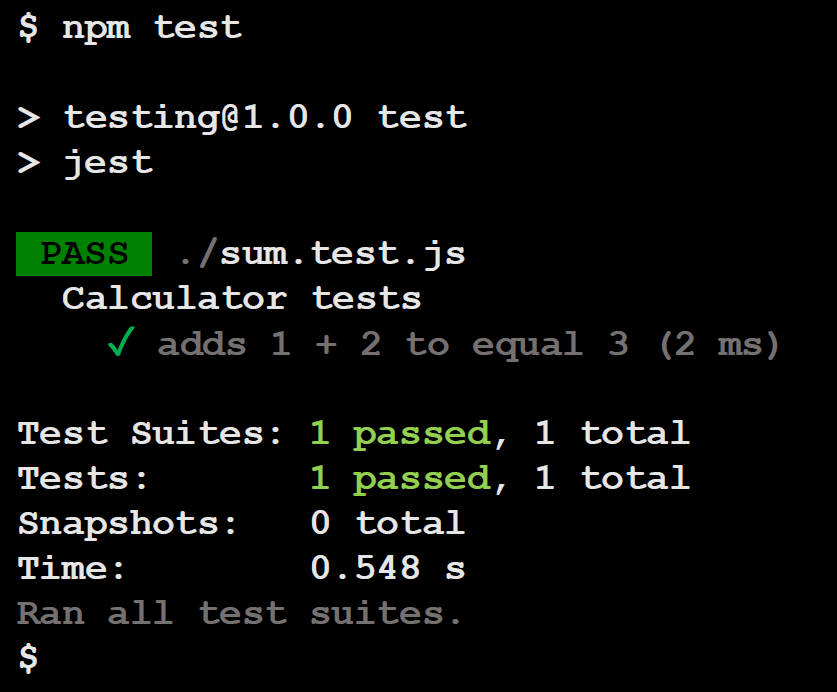 $ npm test
> testing@1.0.0 test
> jest
PASS ./sum.test.js
Calculator tests
✓ adds 1 + 2 to equal 3 (2 ms)
Test Suites: 1 passed, 1 total
Tests: 1 passed, 1 total
Snapshots: 0 total
Time: 0.548 s
Ran all test suites.
$